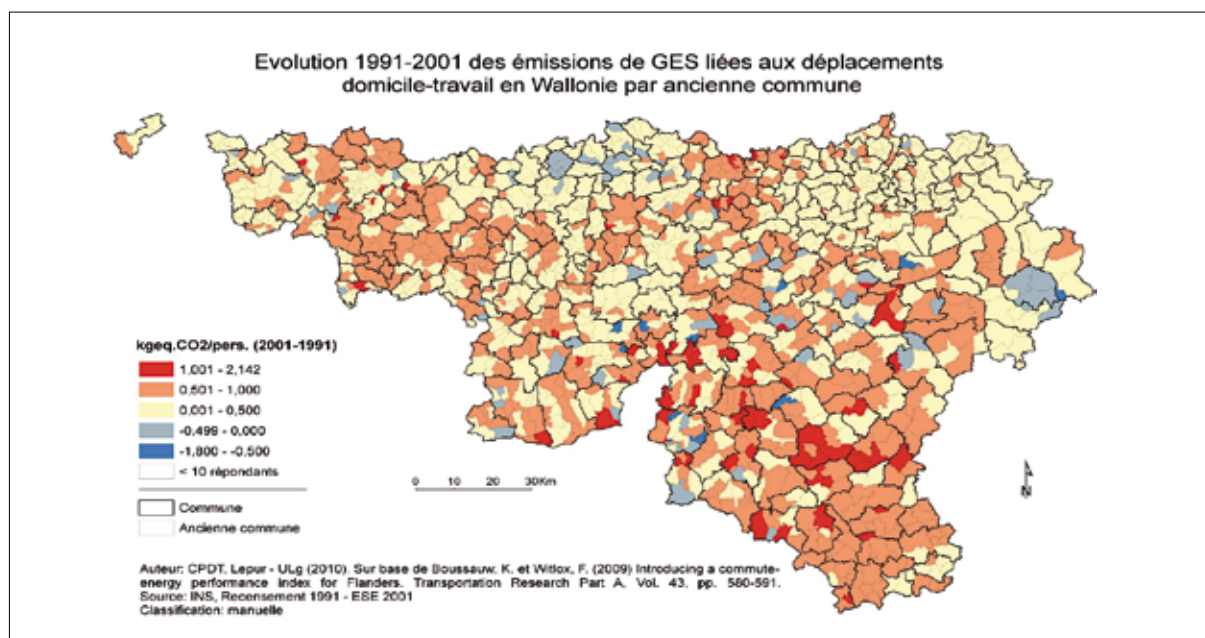 Evolution 1991-2001 des émissions de GES liées aux déplacements
domicile-travail en Wallonie par ancienne commune
kgeq.CO2/pers. (2001-1991)
1,001 - 2,142
0,501 - 1,000
0,001 - 0,500
-0,499 - 0,000
-1,800 - -0,500
< 10 répondants
Commune
Ancienne commune
0 10 20 30Km
N
Auteur: CPDT, Lepur - ULg (2010). Sur base de Boussauw, K. et Witlox, F. (2009) Introducing a commute-
energy performance index for Flanders. Transportation Research Part A, Vol. 43, pp. 580-591.
Source: INS, Recensement 1991 - ESE 2001
Classification: manuelle